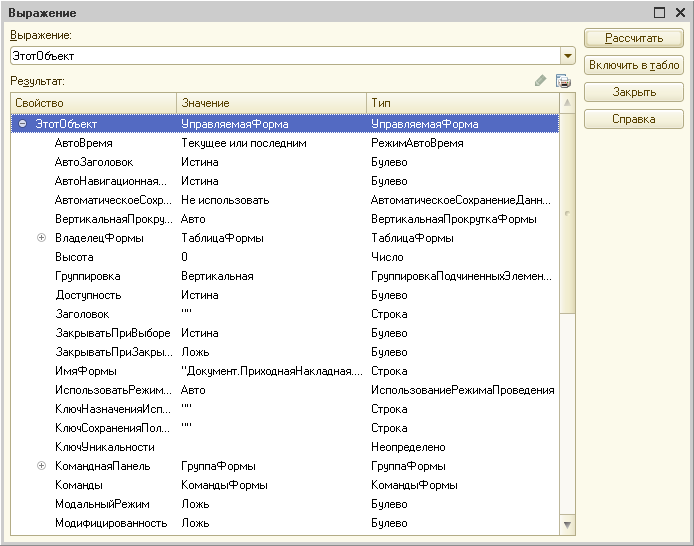 Выражение
Выражение:
ЭтотОбъект
Рассчитать
Включить в табло
Закрыть
Справка
Результат:
Свойство Значение Тип
ЭтотОбъект УправляемаяФорма УправляемаяФорма
АвтоВремя Текущее или последним РежимАвтоВремя
АвтоЗаголовок Истина Булево
АвтоНавигационная... Истина Булево
АвтоматическоеСохр... Не использовать АвтоматическоеСохранениеДанн...
ВертикальнаяПрокру... Авто ВертикальнаяПрокруткаФормы
ВладелецФормы ТаблицаФормы ТаблицаФормы
Высота 0 Число
Группировка Вертикальная ГруппировкаПодчиненныхЭлемен...
Доступность Истина Булево
Заголовок "" Строка
ЗакрыватьПриВыборе Истина Булево
ЗакрыватьПриЗакры... Ложь Булево
ИмяФормы "Документ.ПриходнаяНакладная.... Строка
ИспользоватьРежим... Авто ИспользованиеРежимаПроведения
КлючНазначенияИсп... "" Строка
КлючСохраненияПол... "" Строка
КлючУникальности Неопределено
КоманднаяПанель ГруппаФормы ГруппаФормы
Команды КомандыФормы КомандыФормы
МодальныйРежим Ложь Булево
Модифицированность Ложь Булево